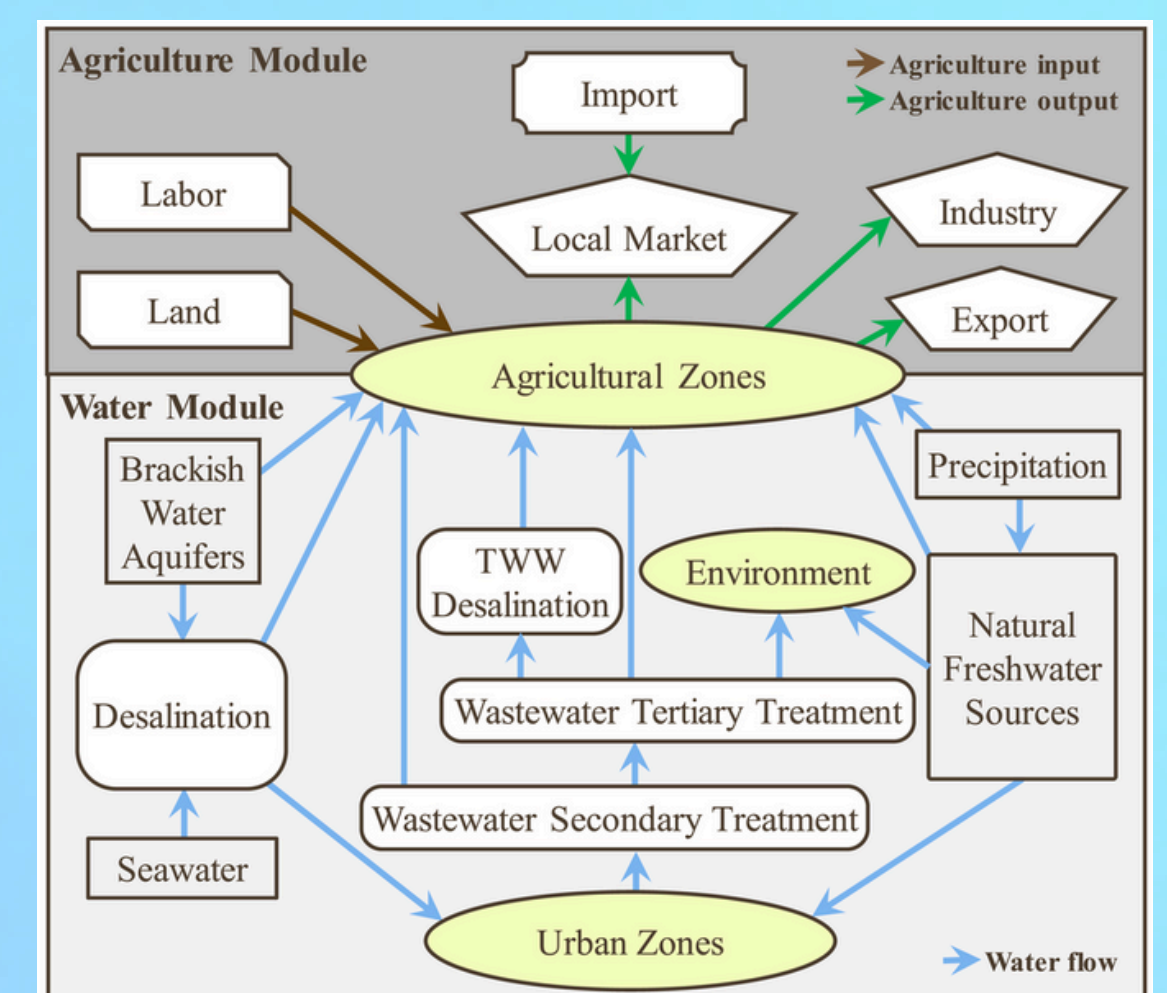 Agriculture Module
Import
Agriculture input
Agriculture output
Labor
Industry
Local Market
Land
Export
Agricultural Zones
Water Module
Brackish
Water
Aquifers
Precipitation
TWW
Desalination
Environment
Natural
Freshwater
Sources
Desalination
Wastewater Tertiary Treatment
Wastewater Secondary Treatment
Seawater
Urban Zones
Water flow